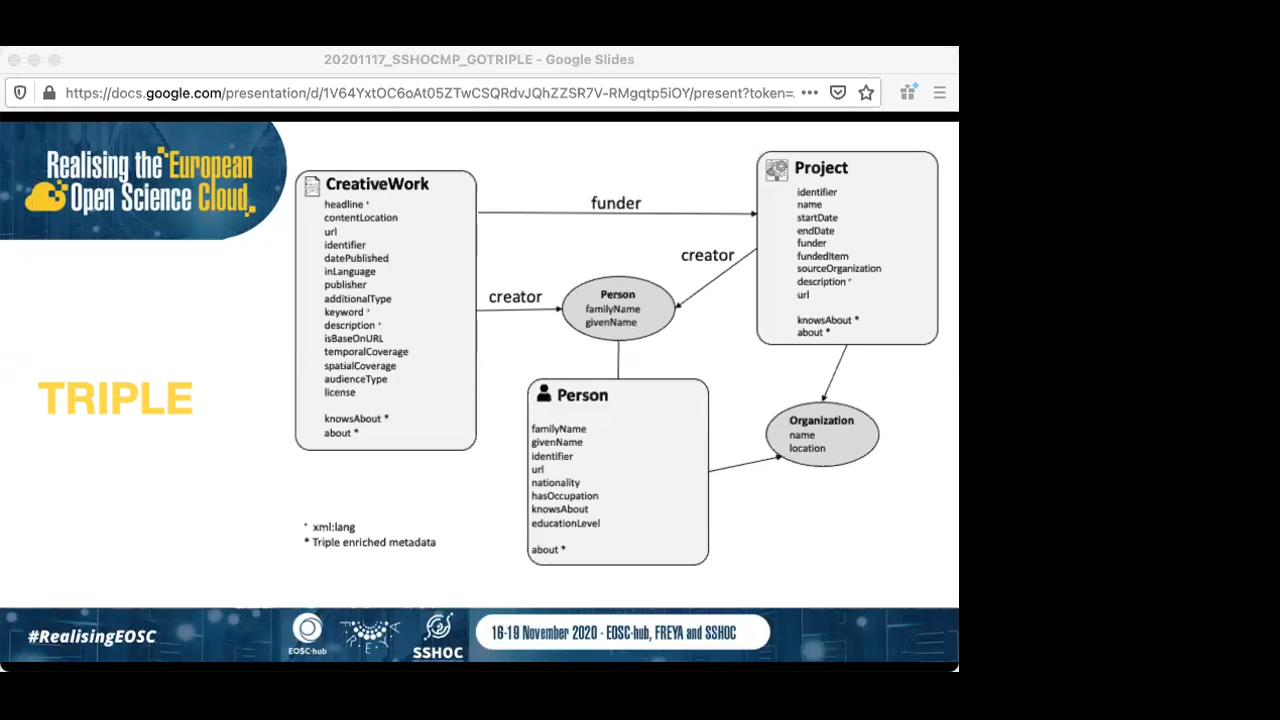 20201117_SSHOCMP_GOTRIPLE - Google Slides
https://docs.google.com/presentation/d/1V64YxtOC6oAt05ZTwCSQRdvJQhZZSR7V-RMgqtp5iOY/present?token=
Realising the European
Open Science Cloud.
TRIPLE
CreativeWork
headline *
contentLocation
url
identifier
datePublished
inLanguage
publisher
additionalType
keyword *
description *
isBaseOnURL
temporalCoverage
spatialCoverage
audienceType
license
knowsAbout *
about *
funder
creator
creator
Person
familyName
givenName
Project
identifier
name
startDate
endDate
funder
fundedItem
sourceOrganization
description *
url
knowsAbout *
about *
Person
familyName
givenName
identifier
url
nationality
hasOccupation
knowsAbout
educationLevel
about *
Organization
name
location
* xml:lang
* Triple enriched metadata
#RealisingEOSC
EOSC-hub
FREYA
SSHOC
16-19 November 2020 - EOSC-hub, FREYA and SSHOC